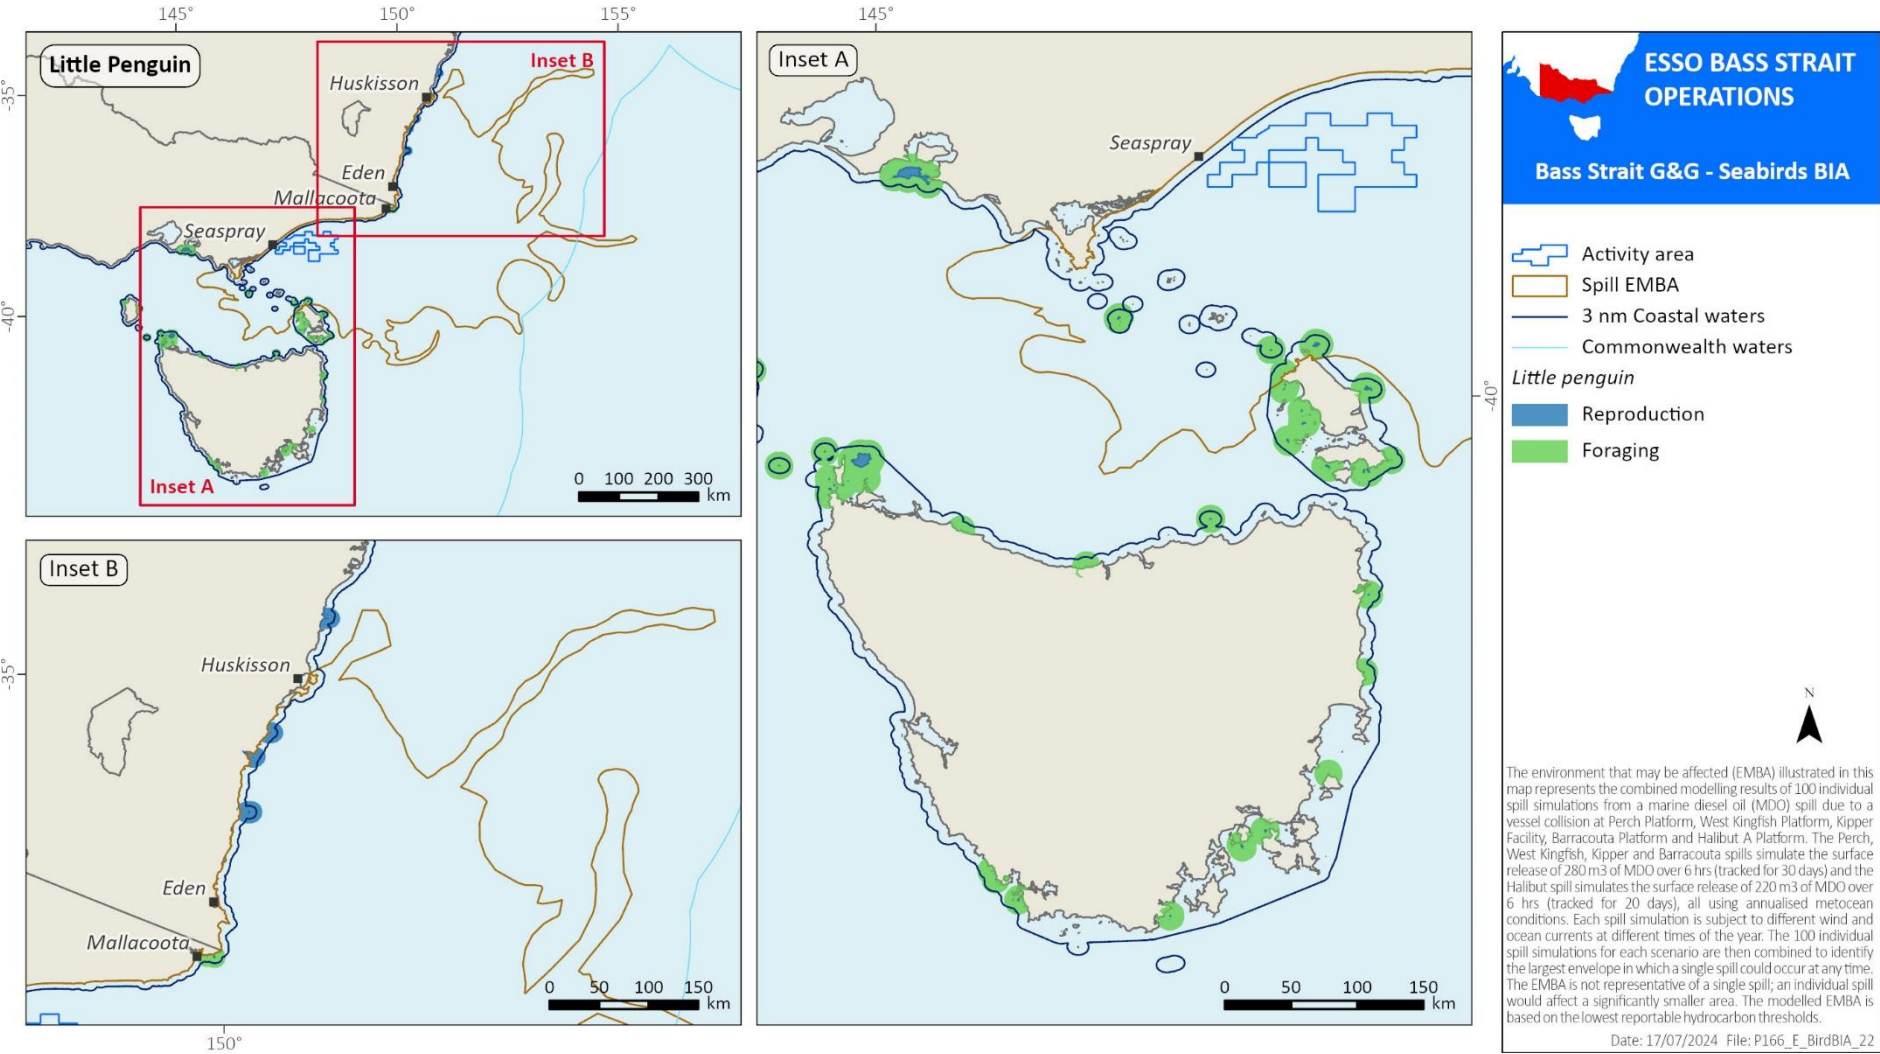 145°
150°
155°
Little Penguin
Inset B
Huskisson
-35°
Eden
Mallacoota
Seaspray
-40°
Inset A
0 100 200 300
km
Inset B
Huskisson
-35°
Eden
Mallacoota
0 50 100 150
km
150°
145°
Inset A
Seaspray
-40°
0 50 100 150
km
ESSO BASS STRAIT
OPERATIONS
Bass Strait G&G - Seabirds BIA
Activity area
Spill EMBA
3 nm Coastal waters
Commonwealth waters
Little penguin
Reproduction
Foraging
N
The environment that may be affected (EMBA) illustrated in this
map represents the combined modelling results of 100 individual
spill simulations from a marine diesel oil (MDO) spill due to a
vessel collision at Perch Platform, West Kingfish Platform, Kipper
Facility, Barracouta Platform and Halibut A Platform. The Perch,
West Kingfish, Kipper and Barracouta spills simulate the surface
release of 280 m3 of MDO over 6 hrs (tracked for 30 days) and the
Halibut spill simulates the surface release of 220 m3 of MDO over
6 hrs (tracked for 20 days), all using annualised metocean
conditions. Each spill simulation is subject to different wind and
ocean currents at different times of the year. The 100 individual
spill simulations for each scenario are then combined to identify
the largest envelope in which a single spill could occur at any time.
The EMBA is not representative of a single spill; an individual spill
would affect a significantly smaller area. The modelled EMBA is
based on the lowest reportable hydrocarbon thresholds.
Date: 17/07/2024 File: P166_E_BirdBIA_22